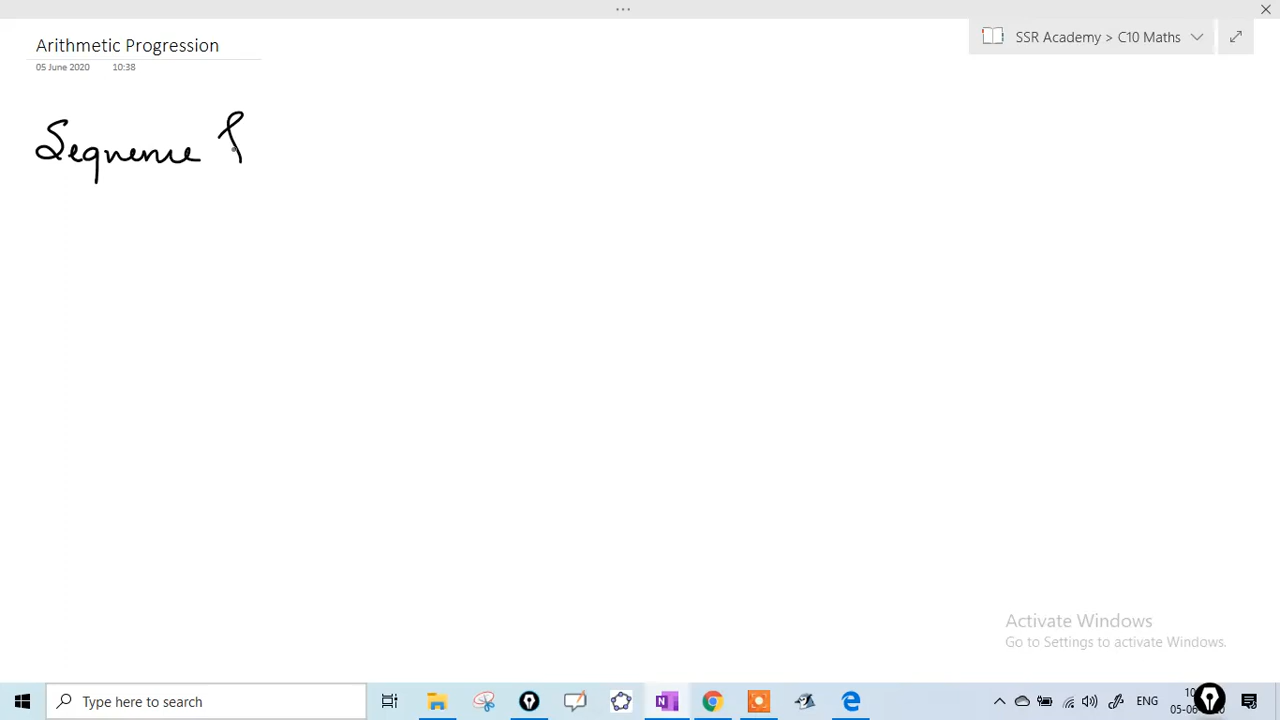 Arithmetic Progression
SSR Academy > C10 Maths
05 June 2020 10:38
Sequence
Activate Windows
Go to Settings to activate Windows.
Type here to search
ENG